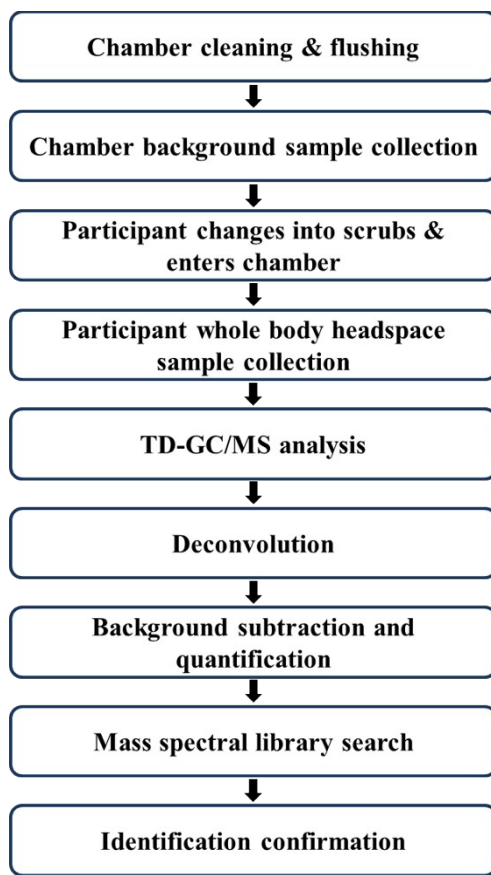 Chamber cleaning & flushing
Chamber background sample collection
Participant changes into scrubs &
enters chamber
Participant whole body headspace
sample collection
TD-GC/MS analysis
Deconvolution
Background subtraction and
quantification
Mass spectral library search
Identification confirmation